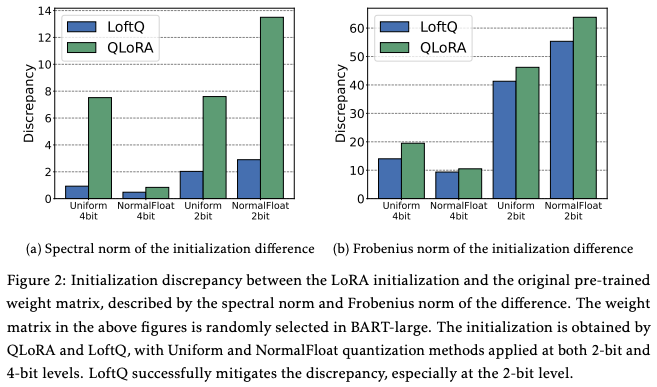 14
12
10
8
6
4
2
0
Discrepancy
LoftQ
QLoRA
Uniform
4bit
NormalFloat
4bit
Uniform
2bit
NormalFloat
2bit
60
50
40
30
20
10
0
Discrepancy
LoftQ
QLoRA
Uniform
4bit
NormalFloat
4bit
Uniform
2bit
NormalFloat
2bit
(a) Spectral norm of the initialization difference
(b) Frobenius norm of the initialization difference
Figure 2: Initialization discrepancy between the LoRA initialization and the original pre-trained
weight matrix, described by the spectral norm and Frobenius norm of the difference. The weight
matrix in the above figures is randomly selected in BART-large. The initialization is obtained by
QLoRA and LoftQ, with Uniform and NormalFloat quantization methods applied at both 2-bit and
4-bit levels. LoftQ successfully mitigates the discrepancy, especially at the 2-bit level.